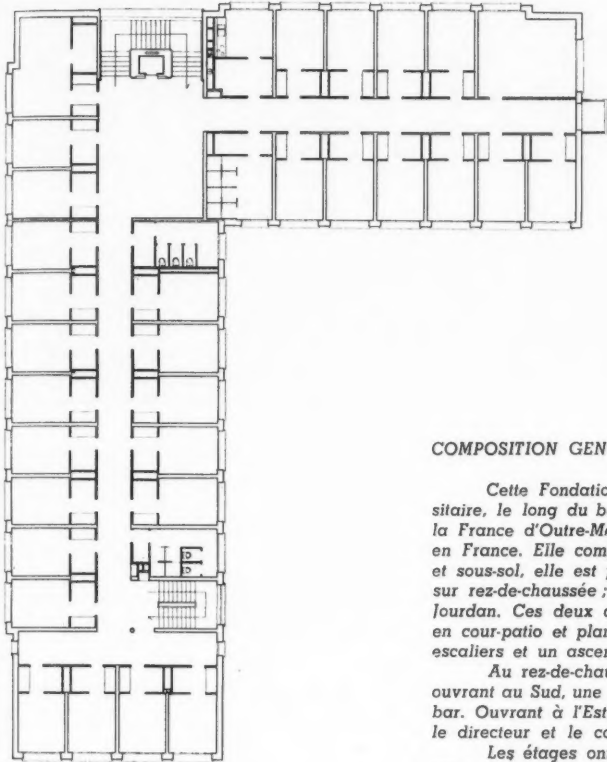 COMPOSITION GEN
Cette Fondatio
sitaire, le long du b
la France d'Outre-M
en France. Elle com
et sous-sol, elle est
sur rez-de-chaussée ;
Jourdan. Ces deux c
en cour-patio et plan
escaliers et un ascen
Au rez-de-chau
ouvrant au Sud, une
bar. Ouvrant à l'Est
le directeur et le co
Les étages on